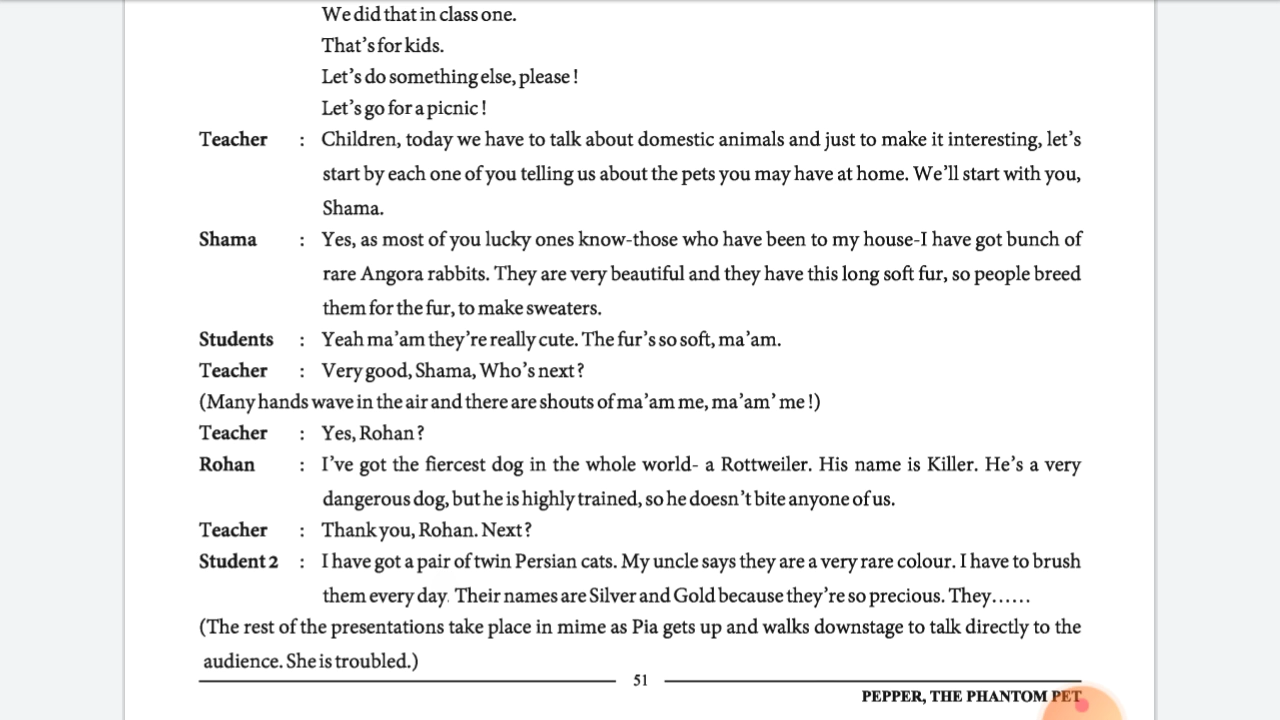 We did that in class one.
That's for kids.
Let's do something else, please!
Let's go for a picnic!
Teacher : Children, today we have to talk about domestic animals and just to make it interesting, let's
start by each one of you telling us about the pets you may have at home. We'll start with you,
Shama.
Shama : Yes, as most of you lucky ones know-those who have been to my house-I have got bunch of
rare Angora rabbits. They are very beautiful and they have this long soft fur, so people breed
them for the fur, to make sweaters.
Students : Yeah ma'am they're really cute. The fur's so soft, ma'am.
Teacher : Very good, Shama, Who's next?
(Many hands wave in the air and there are shouts of ma'am me, ma'am' me!)
Teacher : Yes, Rohan?
Rohan : I've got the fiercest dog in the whole world- a Rottweiler. His name is Killer. He's a very
dangerous dog, but he is highly trained, so he doesn't bite anyone of us.
Teacher : Thank you, Rohan. Next?
Student 2 : I have got a pair of twin Persian cats. My uncle says they are a very rare colour. I have to brush
them every day. Their names are Silver and Gold because they're so precious. They......
(The rest of the presentations take place in mime as Pia gets up and walks downstage to talk directly to the
audience. She is troubled.)
51
PEPPER, THE PHANTOM PET